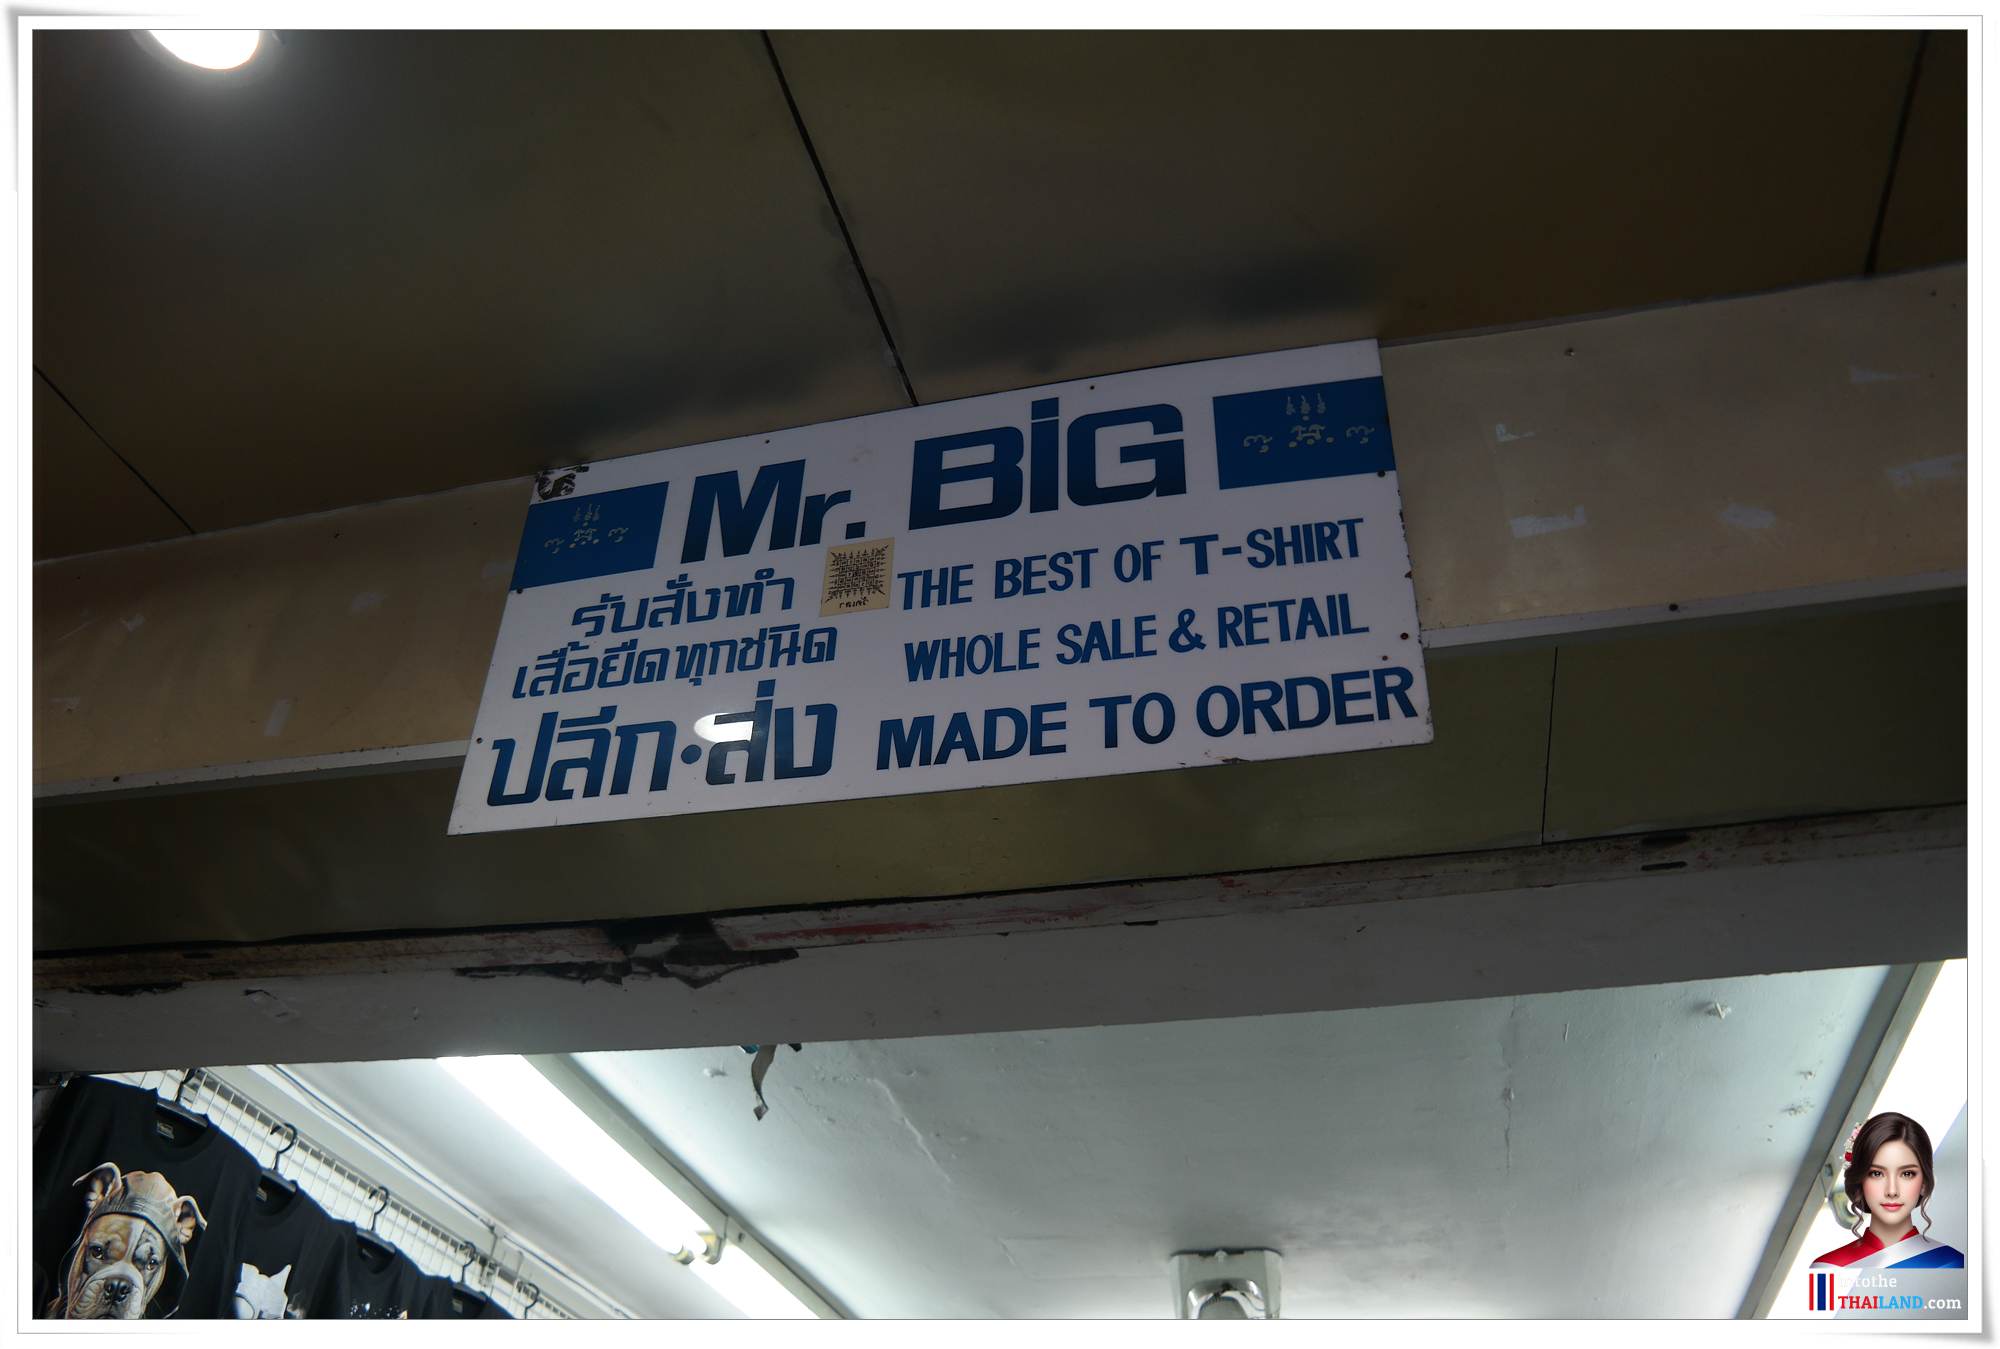 Mr. BiG
รับสั่งทำ
เสื้อยืดทุกชนิด
ปลีก·ส่ง
THE BEST OF T-SHIRT
WHOLE SALE & RETAIL
MADE TO ORDER
intothe
THAILAND.com